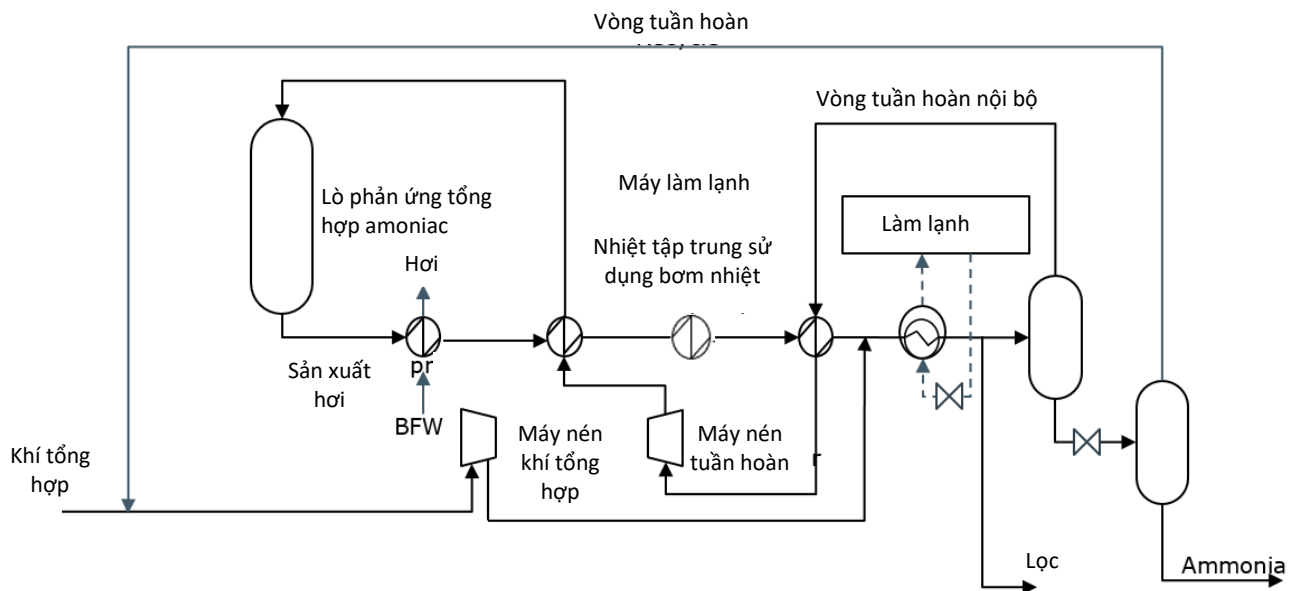 Vòng tuần hoàn
Vòng tuần hoàn nội bộ
Máy làm lạnh
Lò phản ứng tổng
hợp amoniac
Làm lạnh
Nhiệt tập trung sử
dụng bơm nhiệt
Hơi
pr
Sản xuất
hơi
BFW
Máy nén
khí tổng
hợp
Máy nén
tuần hoàn
r
Khí tổng
hợp
Lọc
Ammonia